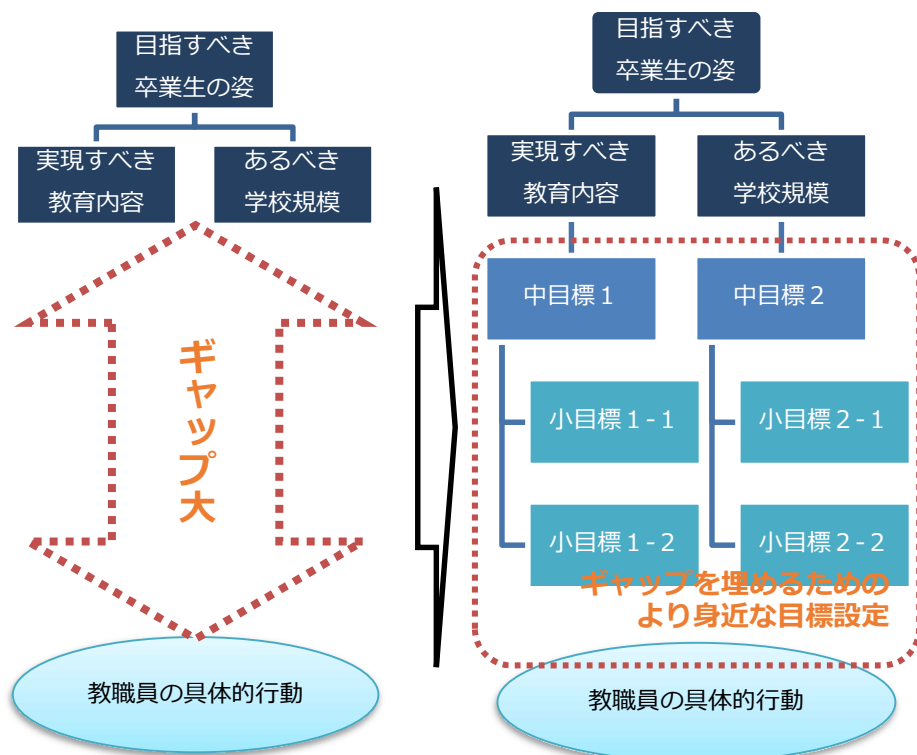 目指すべき
卒業生の姿
実現すべき
教育内容
あるべき
学校規模
ギャップ大
教職員の具体的行動
目指すべき
卒業生の姿
実現すべき
教育内容
あるべき
学校規模
中目標１
中目標２
小目標１-１
小目標２-１
小目標１-２
小目標２-２
ギャップを埋めるための
より身近な目標設定
教職員の具体的行動